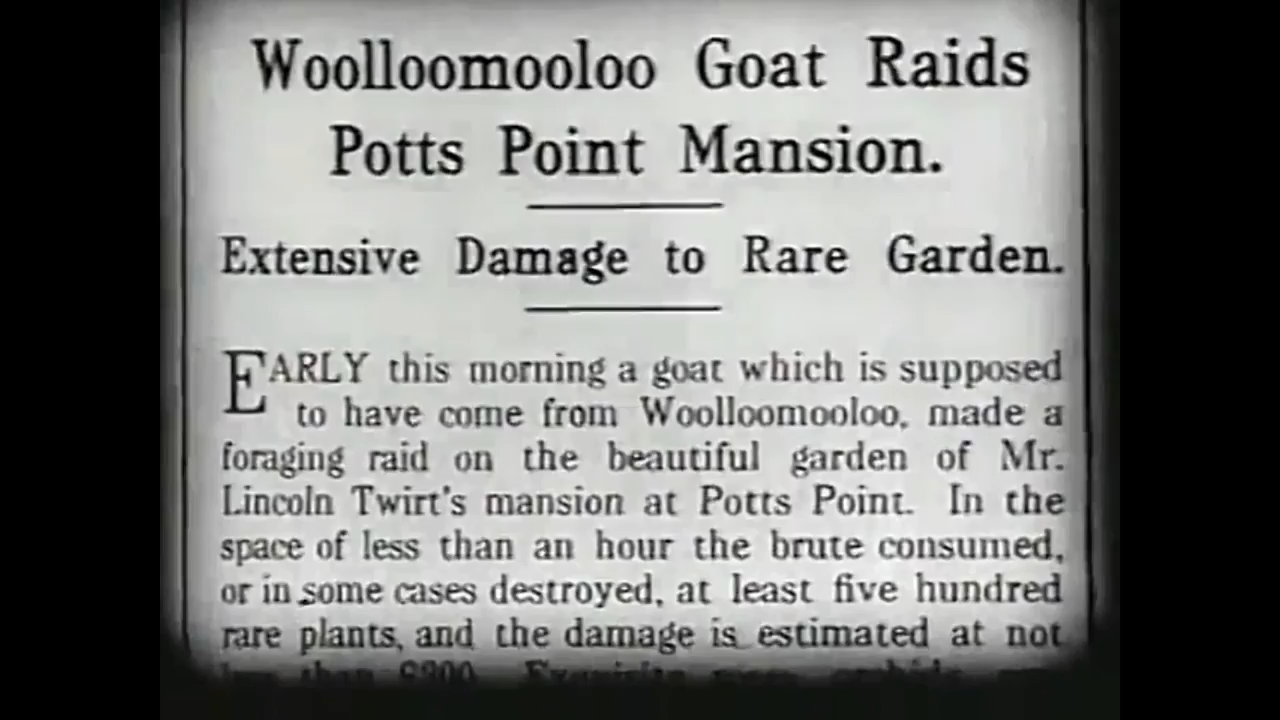 Woolloomooloo Goat Raids
Potts Point Mansion.
Extensive Damage to Rare Garden.
EARLY this morning a goat which is supposed
to have come from Woolloomooloo, made a
foraging raid on the beautiful garden of Mr.
Lincoln Twirt's mansion at Potts Point. In the
space of less than an hour the brute consumed,
or in some cases destroyed, at least five hundred
rare plants, and the damage is estimated at not
than